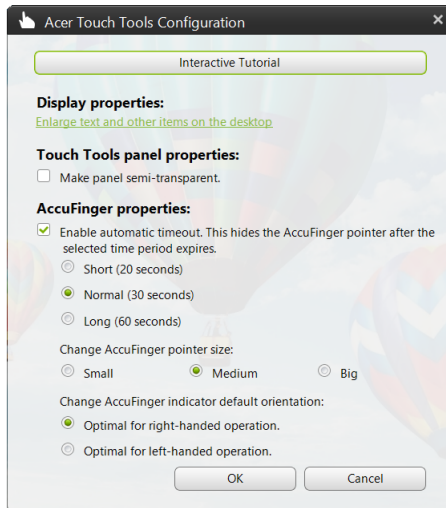 Acer Touch Tools Configuration
Interactive Tutorial
Display properties:
Enlarge text and other items on the desktop
Touch Tools panel properties:
Make panel semi-transparent.
AccuFinger properties:
Enable automatic timeout. This hides the AccuFinger pointer after the
selected time period expires.
Short (20 seconds)
Normal (30 seconds)
Long (60 seconds)
Change AccuFinger pointer size:
Small Medium Big
Change AccuFinger indicator default orientation:
Optimal for right-handed operation.
Optimal for left-handed operation.
OK Cancel